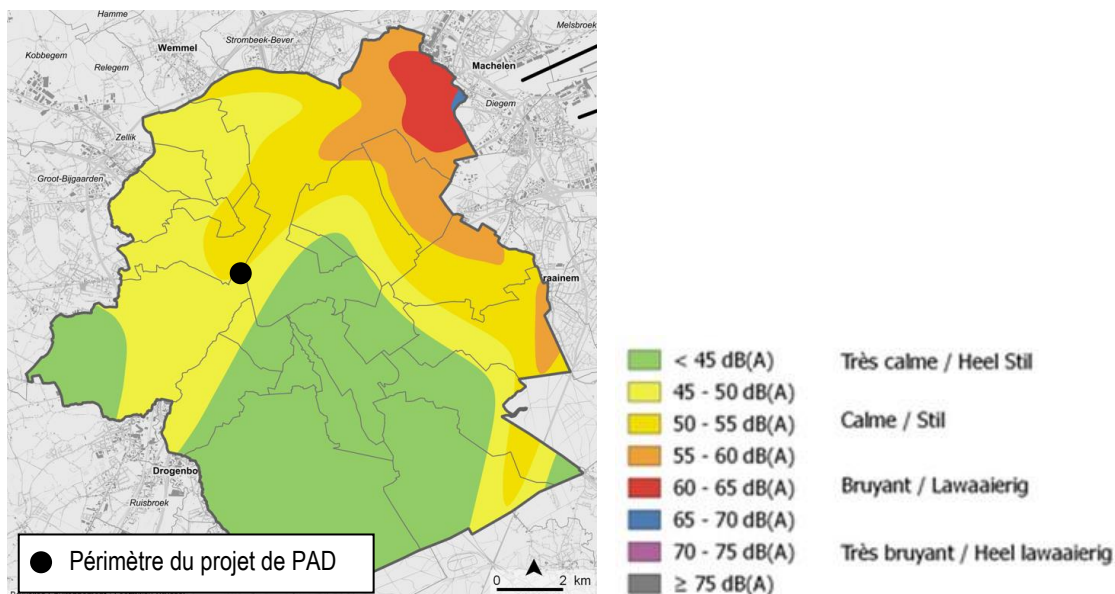 Hamme
Melsbroek
Strombeek-Bever
Wemmel
Kobbegem
Machelen
Relegem
Diegem
Zellik
Groot-Bijgaarden
raainem
Drogenbo
Ruisbroek
Périmètre du projet de PAD
0 2 km
< 45 dB(A) Très calme / Heel Stil
45 - 50 dB(A)
50 - 55 dB(A) Calme / Stil
55 - 60 dB(A)
60 - 65 dB(A) Bruyant / Lawaaierig
65 - 70 dB(A)
70 - 75 dB(A) Très bruyant / Heel lawaaierig
≥ 75 dB(A)